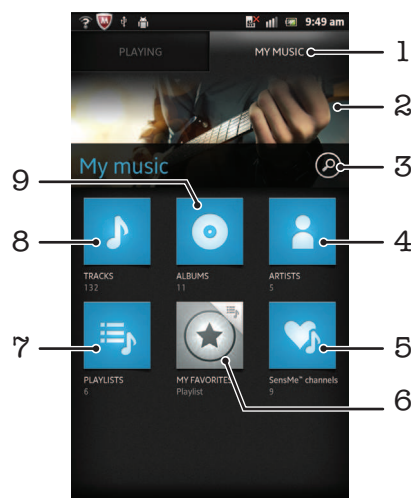 9:49 am
PLAYING MY MUSIC
1
2
My music
3
9
8
4
TRACKS ALBUMS ARTISTS
132 11 5
7
5
PLAYLISTS MY FAVORITES SensMe™ channels
6 Playlist 9
6